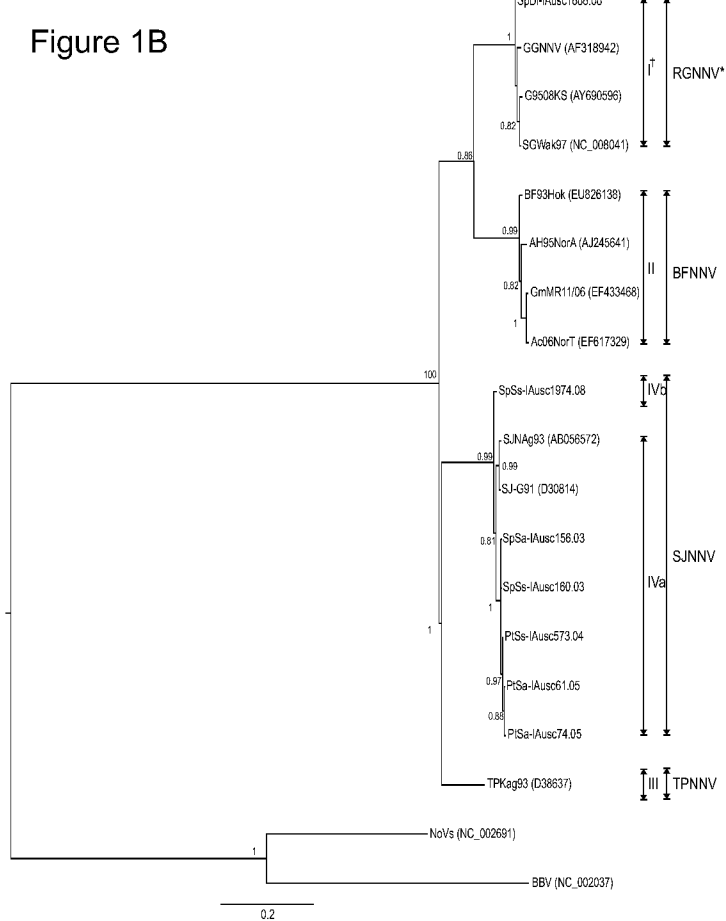 Figure 1B
1
GGNNV (AF318942)
I†
RGNNV*
G9508KS (AY690596)
0.82
SGWak97 (NC_008041)
0.86
BF93Hok (EU826138)
0.99
AH95NorA (AJ245641)
II
BFNNV
0.82
GmMR11/06 (EF433468)
1
Ac06NorT (EF617329)
100
SpSs-IAusc1974.08
IVb
SJNAg93 (AB056572)
0.99
0.99
SJ-G91 (D30814)
0.81
SpSa-IAusc156.03
SJNNV
IVa
SpSs-IAusc160.03
1
1
PtSs-IAusc573.04
0.97
PtSa-IAusc61.05
0.88
PtSa-IAusc74.05
TPKag93 (D38637)
III
TPNNV
NoVs (NC_002691)
1
BBV (NC_002037)
0.2